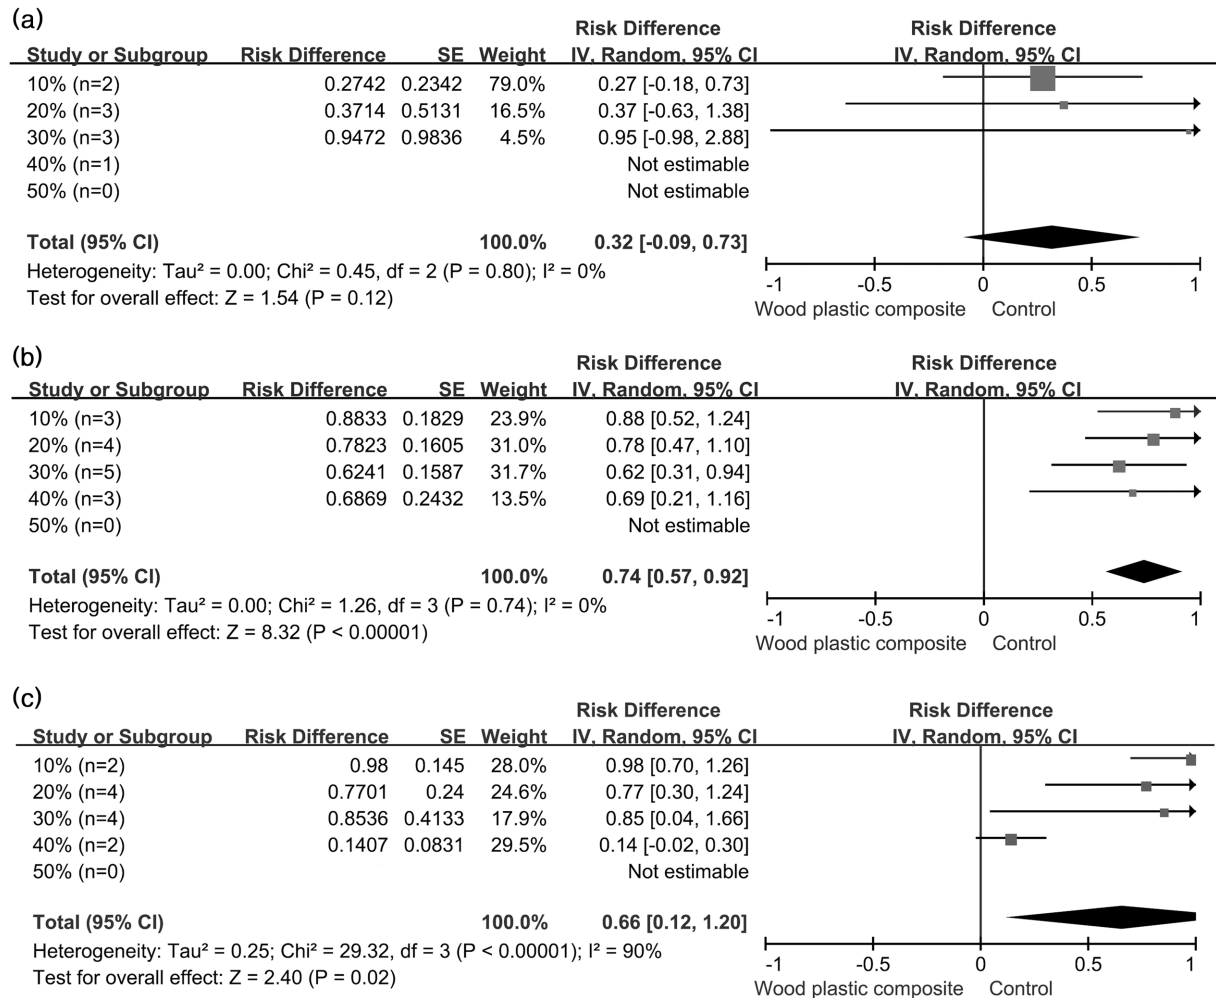 (a)
Risk Difference Risk Difference
Study or Subgroup Risk Difference SE Weight IV, Random, 95% CI IV, Random, 95% CI
10% (n=2) 0.2742 0.2342 79.0% 0.27 [-0.18, 0.73]
20% (n=3) 0.3714 0.5131 16.5% 0.37 [-0.63, 1.38]
30% (n=3) 0.9472 0.9836 4.5% 0.95 [-0.98, 2.88]
40% (n=1) Not estimable
50% (n=0) Not estimable
Total (95% CI) 100.0% 0.32 [-0.09, 0.73]
Heterogeneity: Tau² = 0.00; Chi² = 0.45, df = 2 (P = 0.80); I² = 0%
Test for overall effect: Z = 1.54 (P = 0.12)
-1 -0.5 0 0.5 1
Wood plastic composite Control
(b)
Risk Difference Risk Difference
Study or Subgroup Risk Difference SE Weight IV, Random, 95% CI IV, Random, 95% CI
10% (n=3) 0.8833 0.1829 23.9% 0.88 [0.52, 1.24]
20% (n=4) 0.7823 0.1605 31.0% 0.78 [0.47, 1.10]
30% (n=5) 0.6241 0.1587 31.7% 0.62 [0.31, 0.94]
40% (n=3) 0.6869 0.2432 13.5% 0.69 [0.21, 1.16]
50% (n=0) Not estimable
Total (95% CI) 100.0% 0.74 [0.57, 0.92]
Heterogeneity: Tau² = 0.00; Chi² = 1.26, df = 3 (P = 0.74); I² = 0%
Test for overall effect: Z = 8.32 (P < 0.00001)
-1 -0.5 0 0.5 1
Wood plastic composite Control
(c)
Risk Difference Risk Difference
Study or Subgroup Risk Difference SE Weight IV, Random, 95% CI IV, Random, 95% CI
10% (n=2) 0.98 0.145 28.0% 0.98 [0.70, 1.26]
20% (n=4) 0.7701 0.24 24.6% 0.77 [0.30, 1.24]
30% (n=4) 0.8536 0.4133 17.9% 0.85 [0.04, 1.66]
40% (n=2) 0.1407 0.0831 29.5% 0.14 [-0.02, 0.30]
50% (n=0) Not estimable
Total (95% CI) 100.0% 0.66 [0.12, 1.20]
Heterogeneity: Tau² = 0.25; Chi² = 29.32, df = 3 (P < 0.00001); I² = 90%
Test for overall effect: Z = 2.40 (P = 0.02)
-1 -0.5 0 0.5 1
Wood plastic composite Control